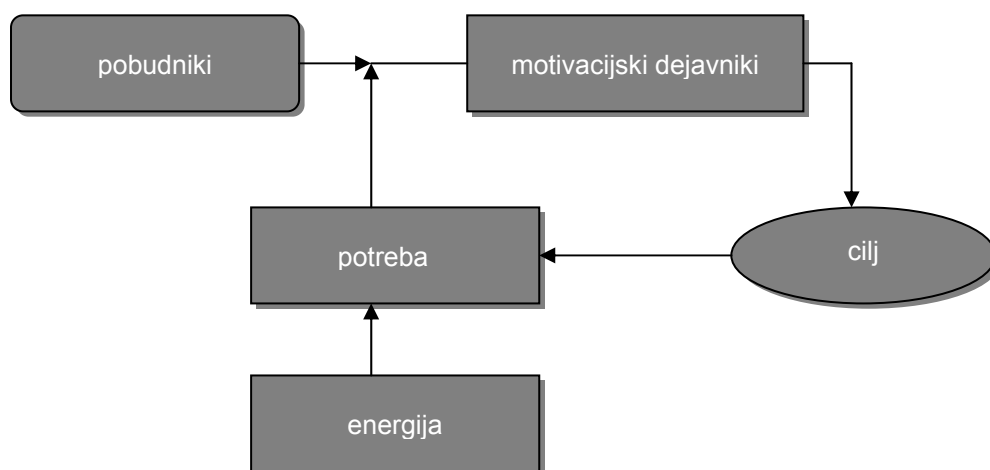 pobudniki
motivacijski dejavniki
potreba
cilj
energija